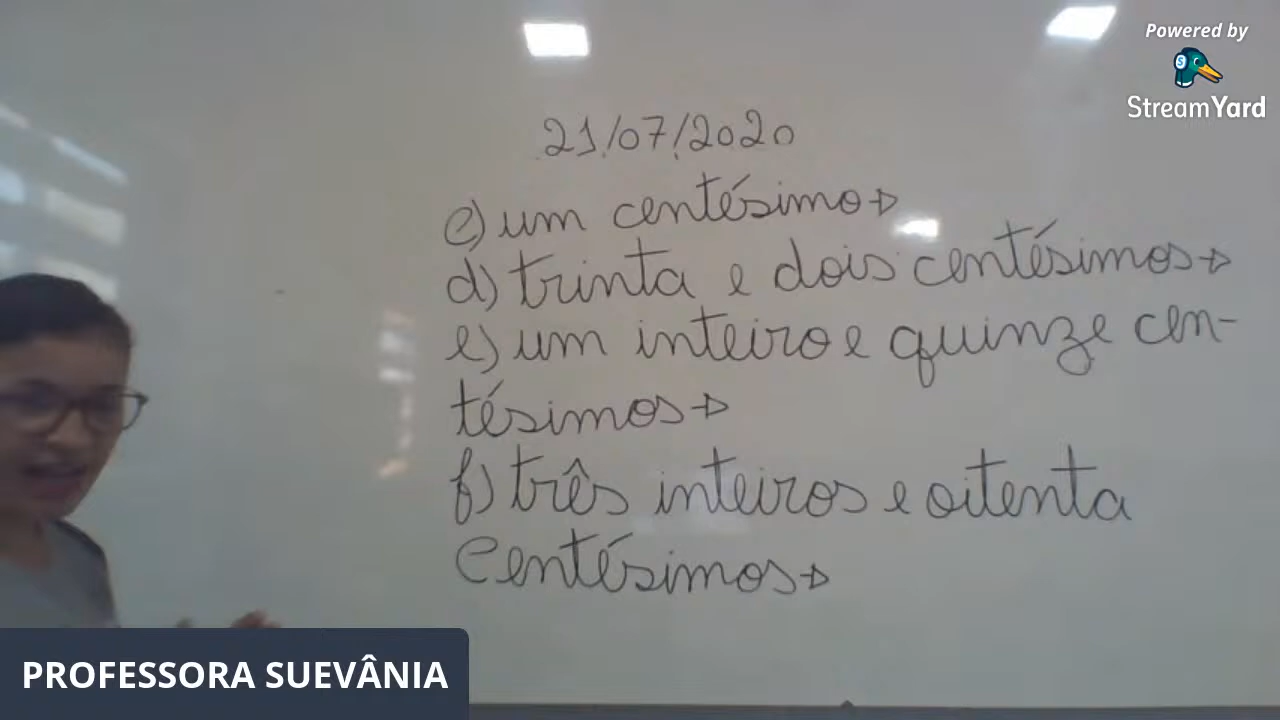 Powered by
StreamYard
21/07/2020
c) um centésimo→
d) trinta e dois centésimos→
e) um inteiro e quinze cen-
tésimos→
f) três inteiros e oitenta
Centésimos→
PROFESSORA SUEVÂNIA